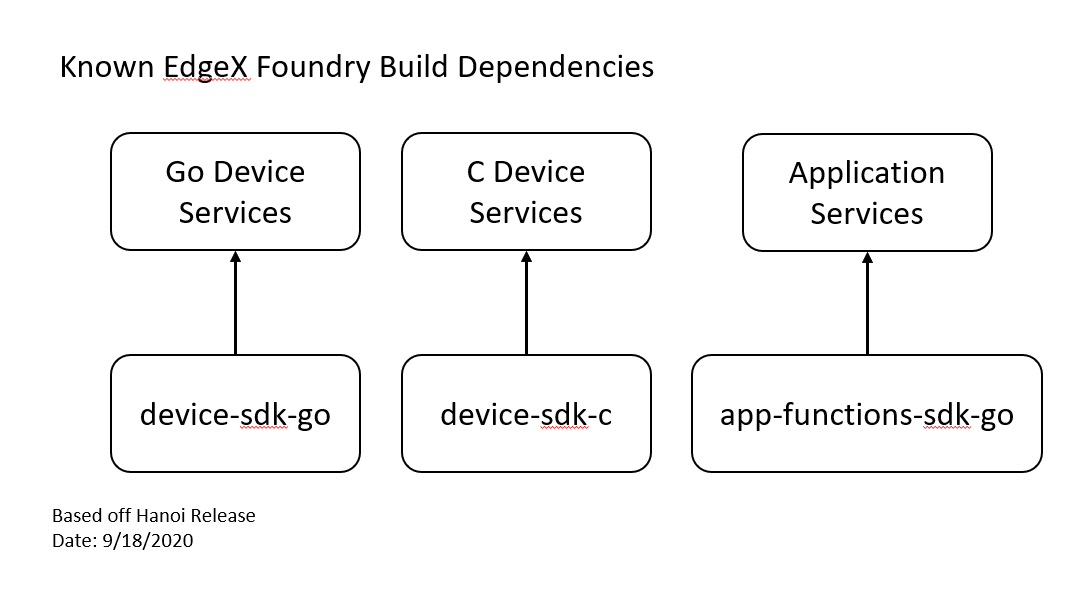 Known EdgeX Foundry Build Dependencies
Go Device
Services
C Device
Services
Application
Services
device-sdk-go
device-sdk-c
app-functions-sdk-go
Based off Hanoi Release
Date: 9/18/2020